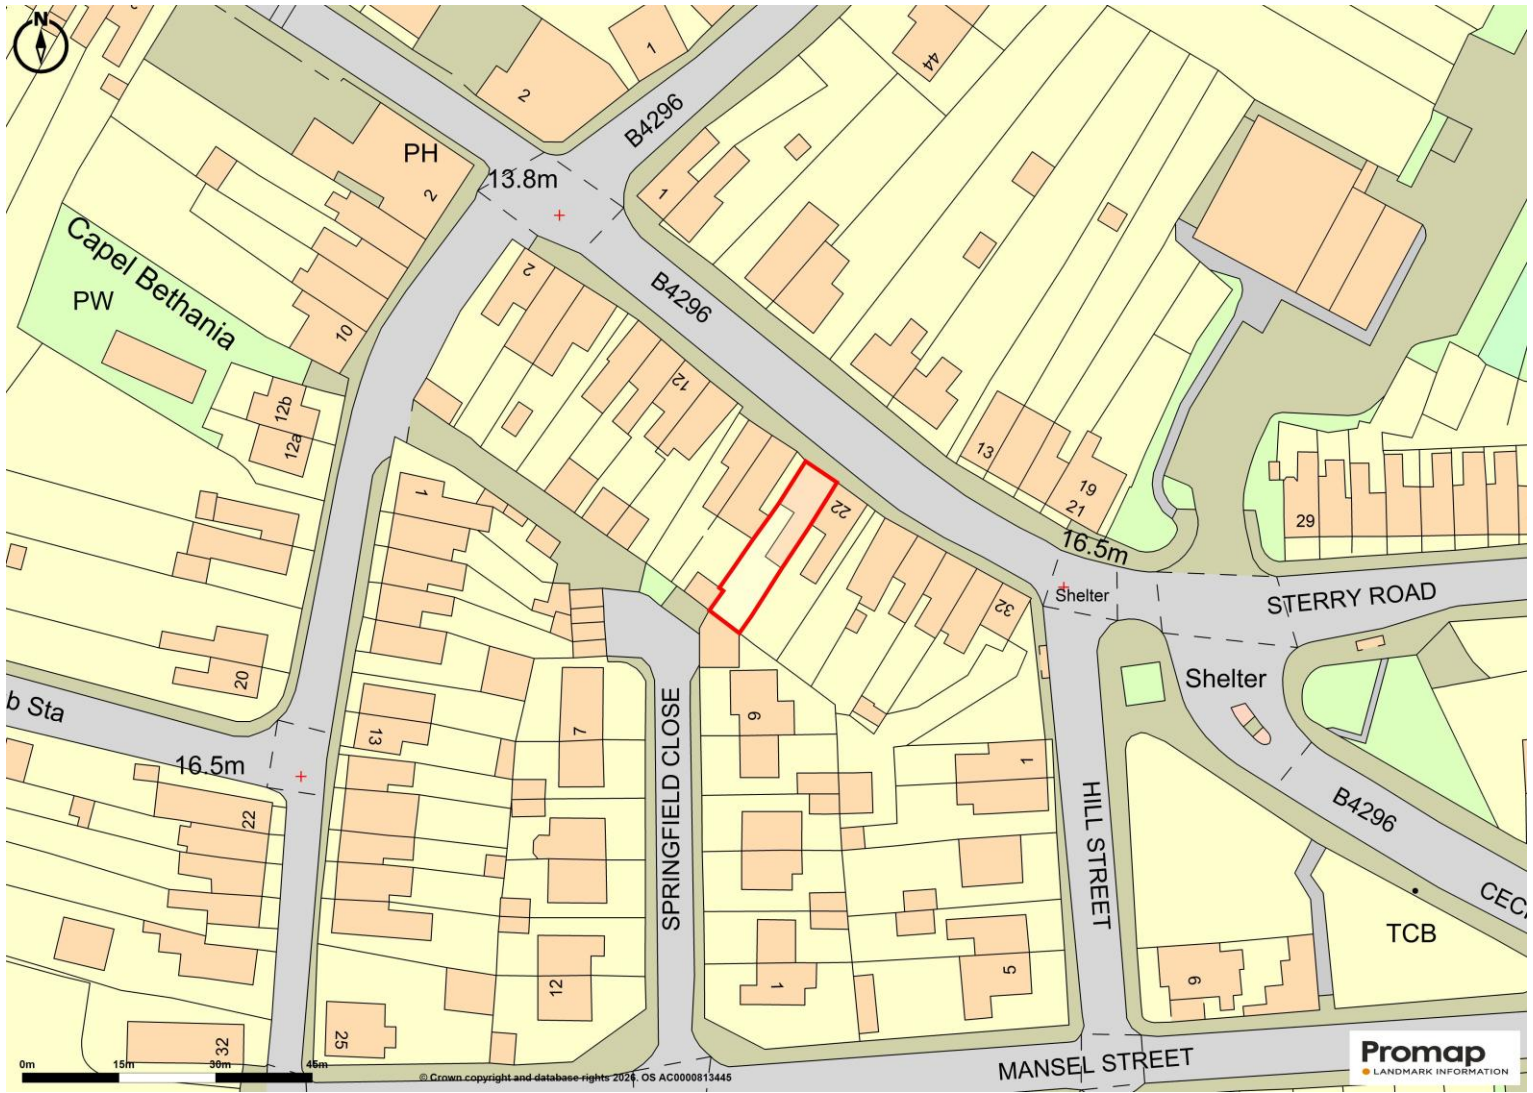 N
1
2
44
B4296
PH
2
13.8m
1
Capel Bethania
PW
2
B4296
10
12
12b
12a
13
19
21
1
22
29
16.5m
Shelter
32
STERRY ROAD
20
b Sta
Shelter
9
7
13
SPRINGFIELD CLOSE
16.5m
1
HILL STREET
B4296
22
TCB
12
1
5
9
25
32
MANSEL STREET
0m 15m 30m 45m
© Crown copyright and database rights 2026. OS AC0000813445
Promap
LANDMARK INFORMATION